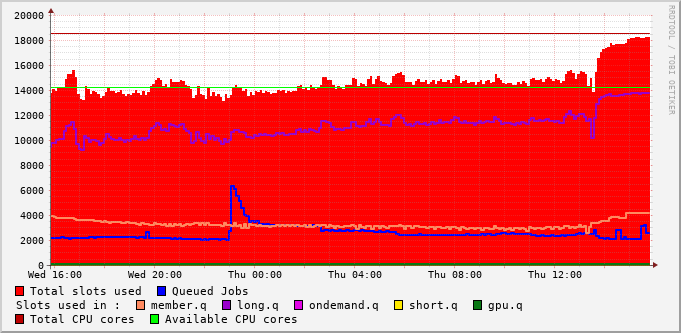 20000
18000
16000
14000
12000
10000
8000
6000
4000
2000
0
Wed 16:00 Wed 20:00 Thu 00:00 Thu 04:00 Thu 08:00 Thu 12:00
Total slots used Queued Jobs
Slots used in : member.q long.q ondemand.q short.q gpu.q
Total CPU cores Available CPU cores
RRDTOOL / TOBI OETIKER